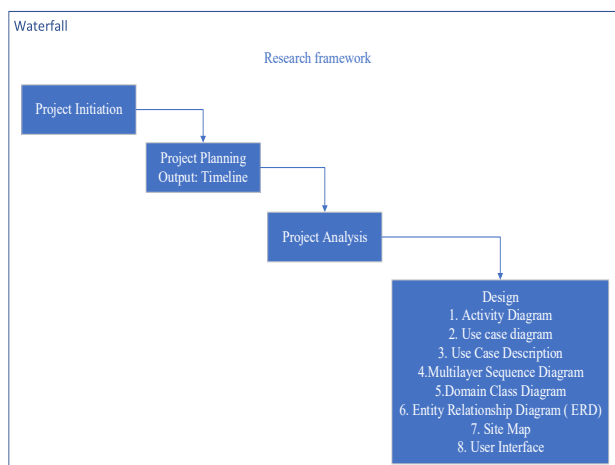 Waterfall
Research framework
Project Initiation
Project Planning
Output: Timeline
Project Analysis
Design
1. Activity Diagram
2. Use case diagram
3. Use Case Description
4.Multilayer Sequence Diagram
5.Domain Class Diagram
6. Entity Relationship Diagram ( ERD)
7. Site Map
8. User Interface